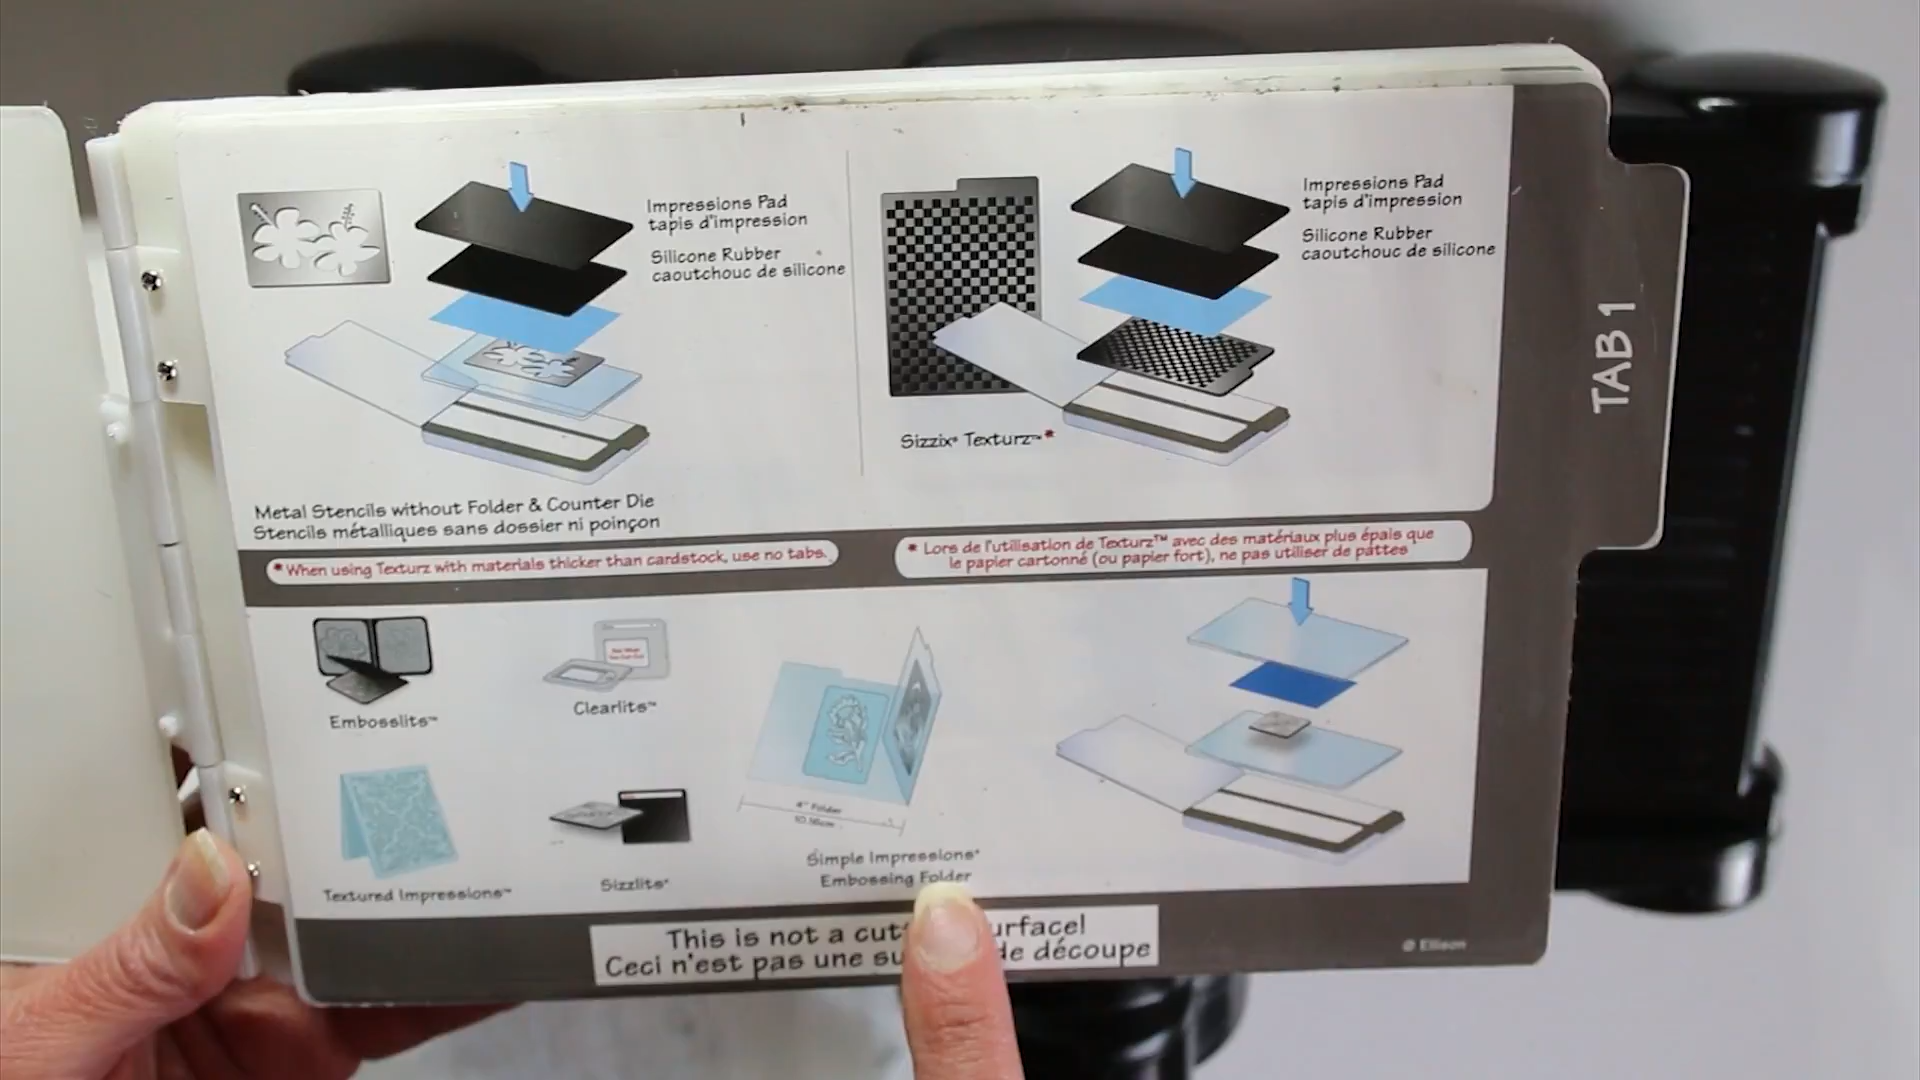 Impressions Pad
tapis d'impression
Silicone Rubber
caoutchouc de silicone
Metal Stencils without Folder & Counter Die
Stencils métalliques sans dossier ni poinçon
Impressions Pad
tapis d'impression
Silicone Rubber
caoutchouc de silicone
Sizzix® Texturz™*
TAB 1
* When using Texturz with materials thicker than cardstock, use no tabs.
* Lors de l'utilisation de Texturz™ avec des matériaux plus épais que
le papier cartonné (ou papier fort), ne pas utiliser de pattes
Embosslits™
Clearlits™
Textured Impressions™
Sizzlits®
4" Folder
Simple Impressions®
Embossing Folder
This is not a cut urface!
Ceci n'est pas une su de découpe
© Ellison